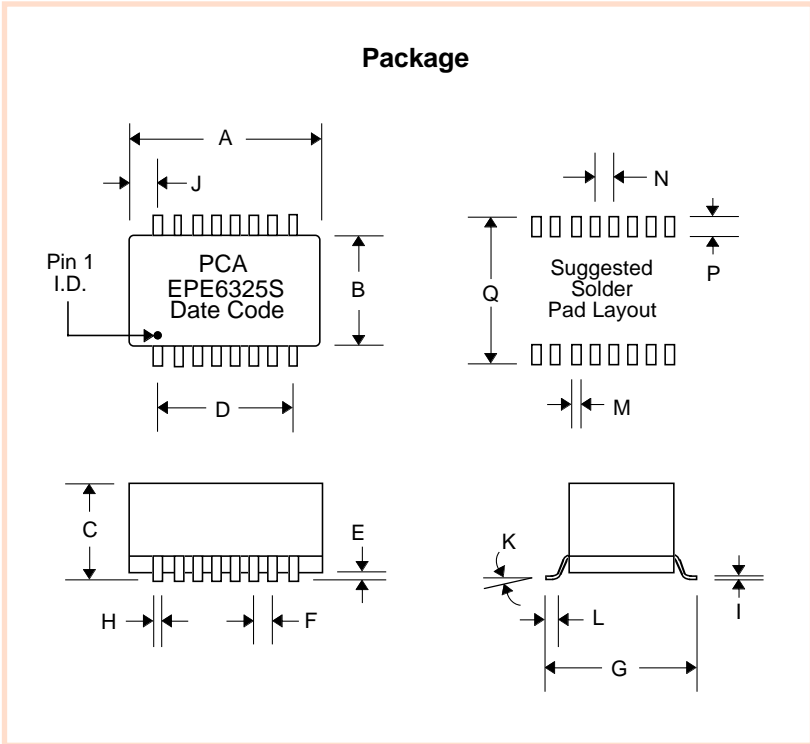 Package
A
J
N
Pin 1
I.D.
PCA
EPE6325S
Date Code
B
Suggested
Solder
Pad Layout
Q
P
D
M
C
E
H
F
K
L
I
G